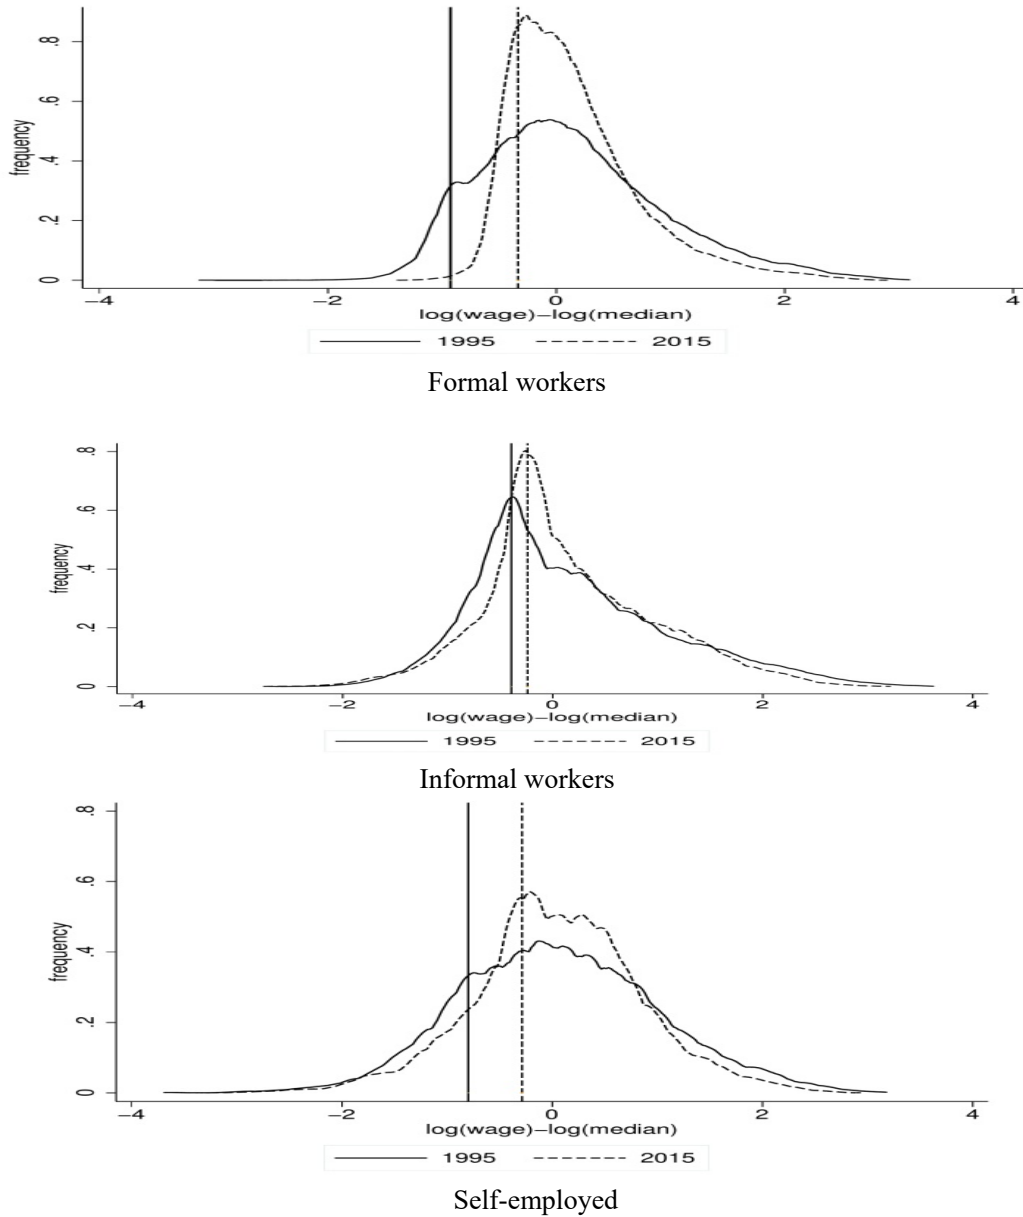 .8
.6
.4
.2
0
frequency
−4 −2 0 2 4
log(wage)−log(median)
1995 2015
Formal workers
.8
.6
.4
.2
0
frequency
−4 −2 0 2 4
log(wage)−log(median)
1995 2015
Informal workers
.8
.6
.4
.2
0
frequency
−4 −2 0 2 4
log(wage)−log(median)
1995 2015
Self-employed